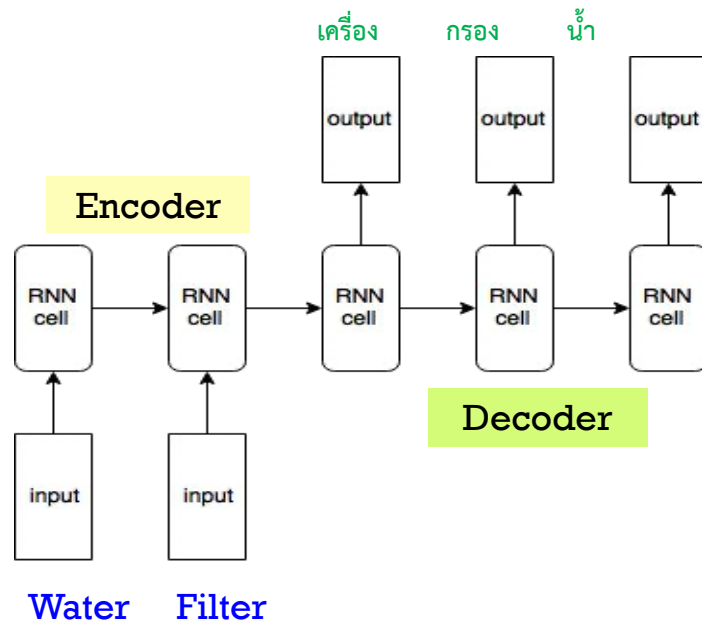 เครื่อง กรอง น้ำ
output output output
Encoder
RNN cell RNN cell RNN cell RNN cell RNN cell
Decoder
input input
Water Filter